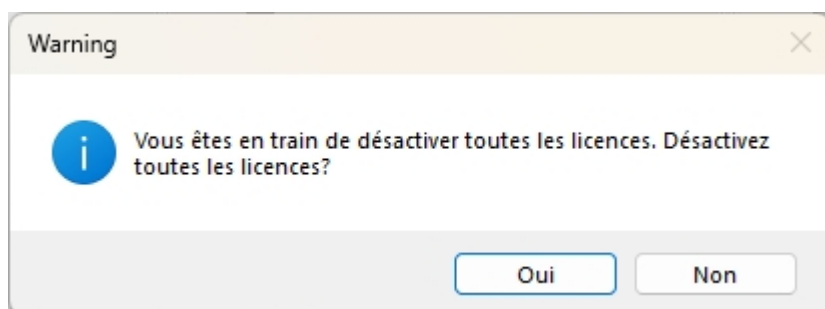 Warning
Vous êtes en train de désactiver toutes les licences. Désactivez
toutes les licences?
Oui
Non